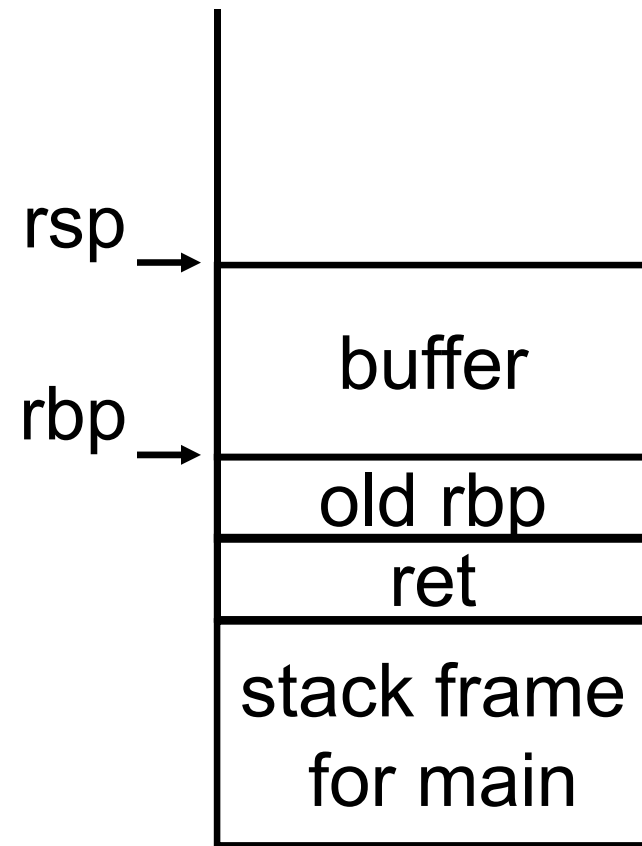 rsp
buffer
rbp
old rbp
ret
stack frame
for main